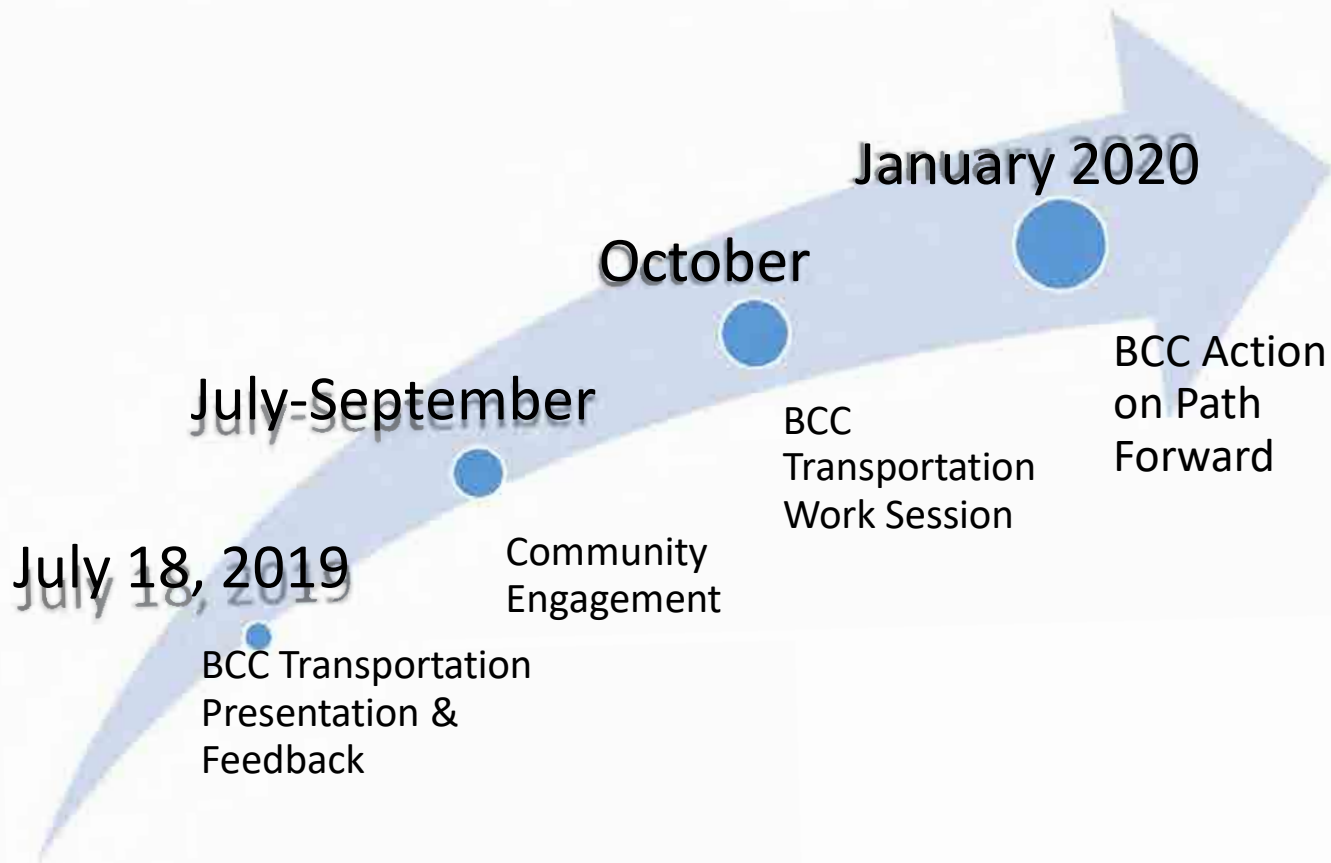 July 18, 2019
BCC Transportation
Presentation &
Feedback
July-September
Community
Engagement
October
BCC
Transportation
Work Session
January 2020
BCC Action
on Path
Forward